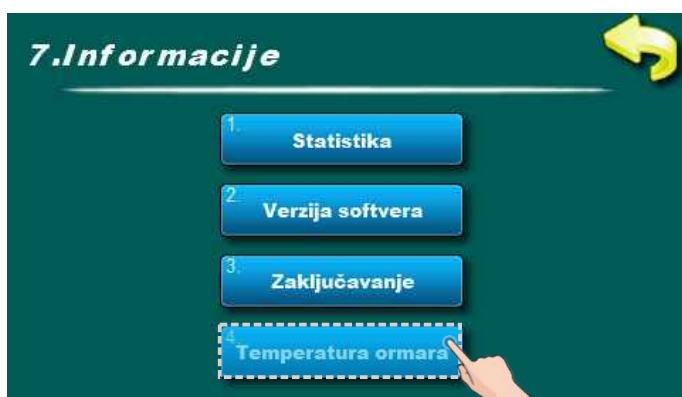 7.Informacije
1.
Statistika
2.
Verzija softvera
3.
Zaključavanje
4.
Temperatura ormara